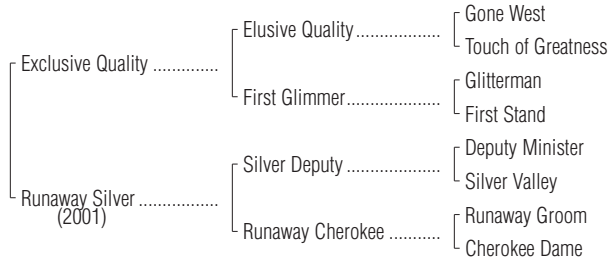 Gone West
Elusive Quality ..................
Touch of Greatness
Exclusive Quality ..............
Glitterman
First Glimmer ....................
First Stand
Deputy Minister
Silver Deputy ....................
Silver Valley
Runaway Silver .................
(2001)
Runaway Groom
Runaway Cherokee ...........
Cherokee Dame